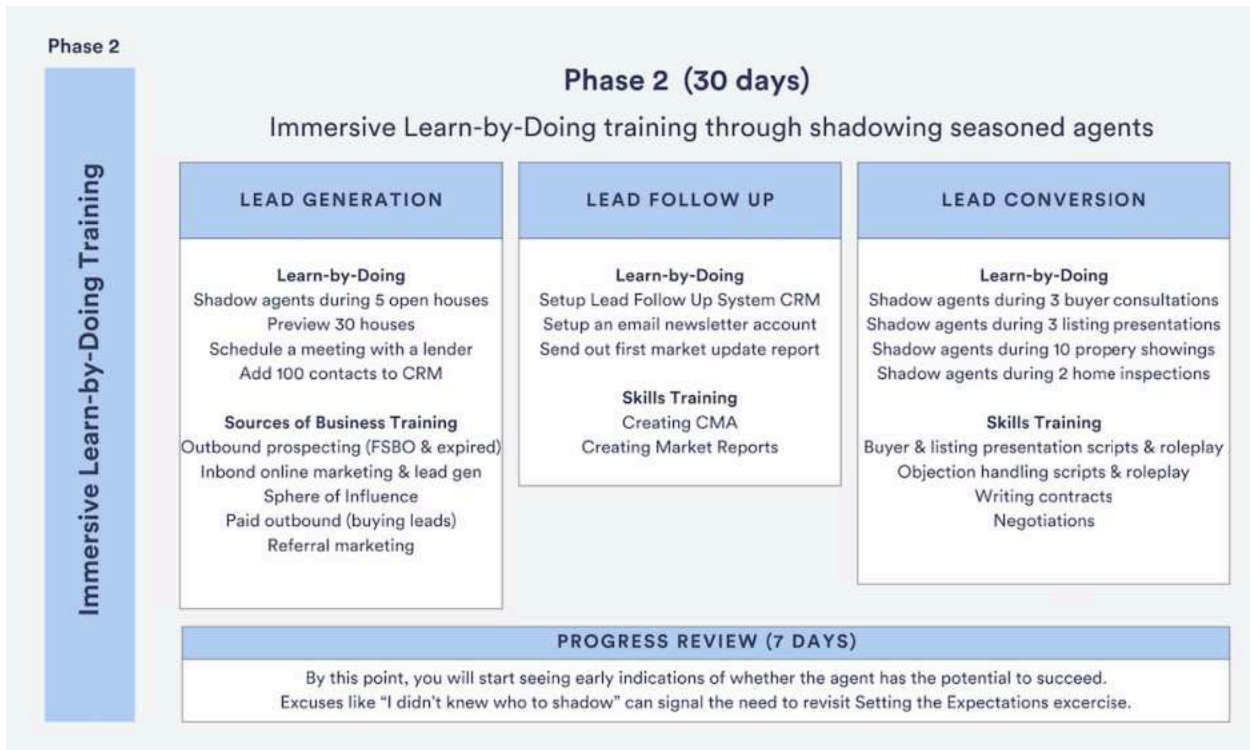 Phase 2
Immersive Learn-by-Doing Training
Phase 2 (30 days)
Immersive Learn-by-Doing training through shadowing seasoned agents
LEAD GENERATION
Learn-by-Doing
Shadow agents during 5 open houses
Preview 30 houses
Schedule a meeting with a lender
Add 100 contacts to CRM
Sources of Business Training
Outbound prospecting (FSBO & expired)
Inbond online marketing & lead gen
Sphere of Influence
Paid outbound (buying leads)
Referral marketing
LEAD FOLLOW UP
Learn-by-Doing
Setup Lead Follow Up System CRM
Setup an email newsletter account
Send out first market update report
Skills Training
Creating CMA
Creating Market Reports
LEAD CONVERSION
Learn-by-Doing
Shadow agents during 3 buyer consultations
Shadow agents during 3 listing presentations
Shadow agents during 10 propery showings
Shadow agents during 2 home inspections
Skills Training
Buyer & listing presentation scripts & roleplay
Objection handling scripts & roleplay
Writing contracts
Negotiations
PROGRESS REVIEW (7 DAYS)
By this point, you will start seeing early indications of whether the agent has the potential to succeed.
Excuses like “I didn’t knew who to shadow” can signal the need to revisit Setting the Expectations excercise.